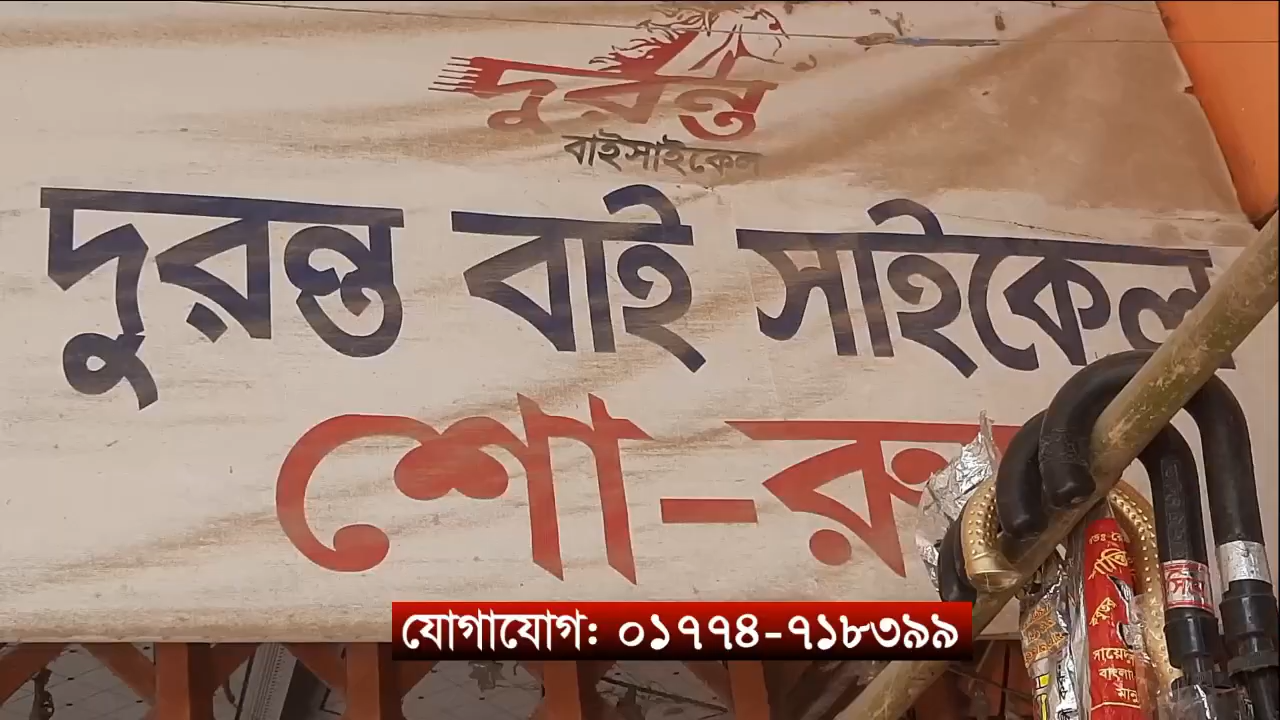 দুরন্ত
বাইসাইকেল
দুরন্ত বাই সাইকেল
শো-রু
যোগাযোগঃ ০১৭৭৪-৭১৮৩৯৯